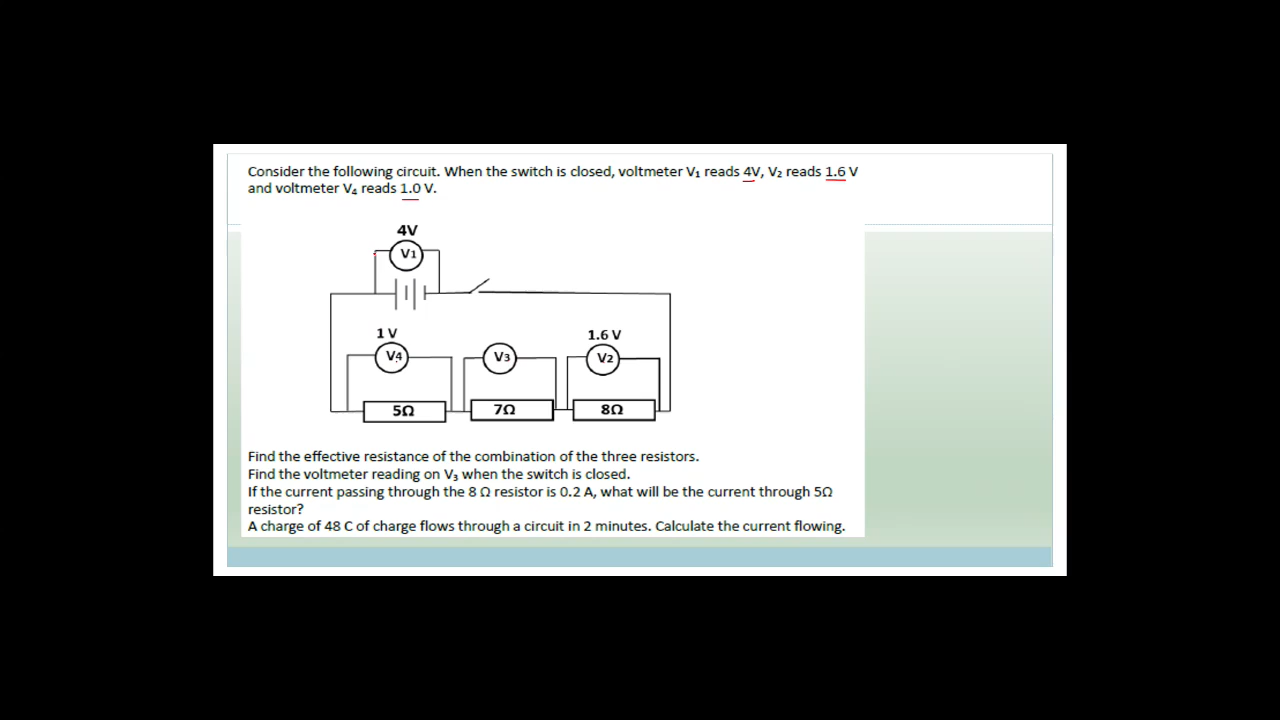 Consider the following circuit. When the switch is closed, voltmeter V₁ reads 4V, V₂ reads 1.6 V
and voltmeter V₄ reads 1.0 V.
4V
V1
1 V
1.6 V
V4
V3
V2
5Ω
7Ω
8Ω
Find the effective resistance of the combination of the three resistors.
Find the voltmeter reading on V₃ when the switch is closed.
If the current passing through the 8 Ω resistor is 0.2 A, what will be the current through 5Ω
resistor?
A charge of 48 C of charge flows through a circuit in 2 minutes. Calculate the current flowing.